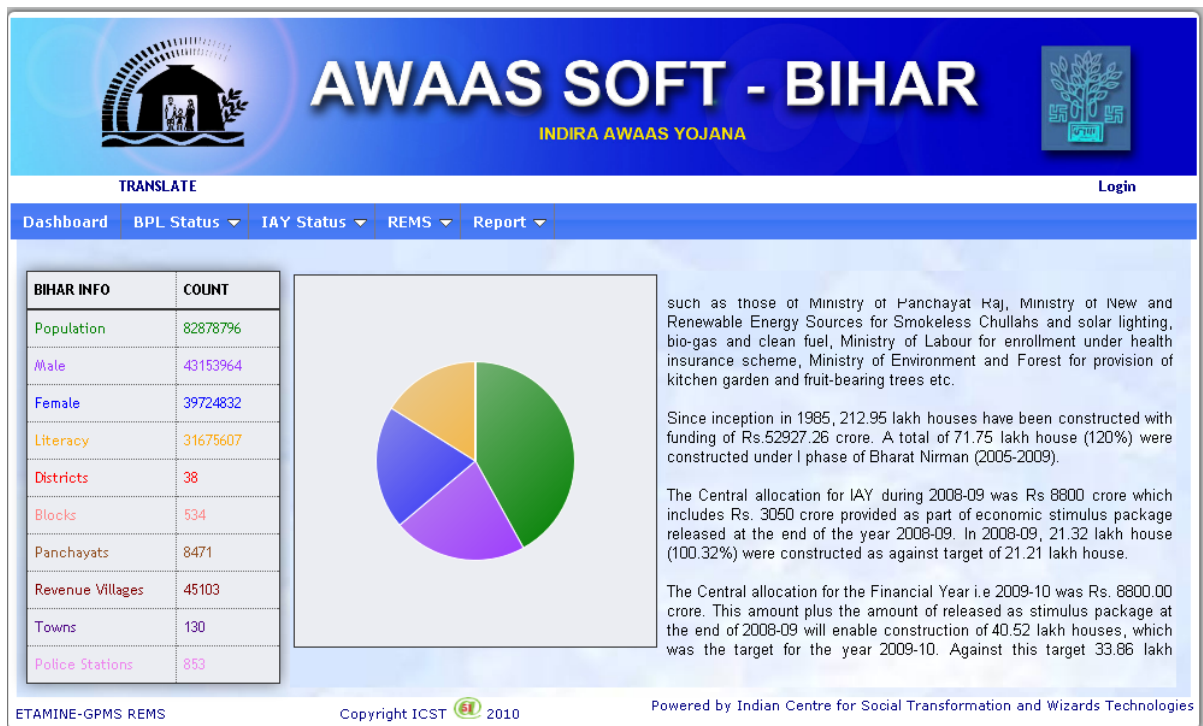 AWAAS SOFT - BIHAR
INDIRA AWAAS YOJANA
TRANSLATE
Login
Dashboard
BPL Status
IAY Status
REMS
Report
BIHAR INFO COUNT
Population 82878796
Male 43153964
Female 39724832
Literacy 31675607
Districts 38
Blocks 534
Panchayats 8471
Revenue Villages 45103
Towns 130
Police Stations 853
such as those of Ministry of Panchayat Raj, Ministry of New and
Renewable Energy Sources for Smokeless Chullahs and solar lighting,
bio-gas and clean fuel, Ministry of Labour for enrollment under health
insurance scheme, Ministry of Environment and Forest for provision of
kitchen garden and fruit-bearing trees etc.
Since inception in 1985, 212.95 lakh houses have been constructed with
funding of Rs.52927.26 crore. A total of 71.75 lakh house (120%) were
constructed under I phase of Bharat Nirman (2005-2009).
The Central allocation for IAY during 2008-09 was Rs 8800 crore which
includes Rs. 3050 crore provided as part of economic stimulus package
released at the end of the year 2008-09. In 2008-09, 21.32 lakh house
(100.32%) were constructed as against target of 21.21 lakh house.
The Central allocation for the Financial Year i.e 2009-10 was Rs. 8800.00
crore. This amount plus the amount of released as stimulus package at
the end of 2008-09 will enable construction of 40.52 lakh houses, which
was the target for the year 2009-10. Against this target 33.86 lakh
ETAMINE-GPMS REMS
Copyright ICST 2010
Powered by Indian Centre for Social Transformation and Wizards Technologies